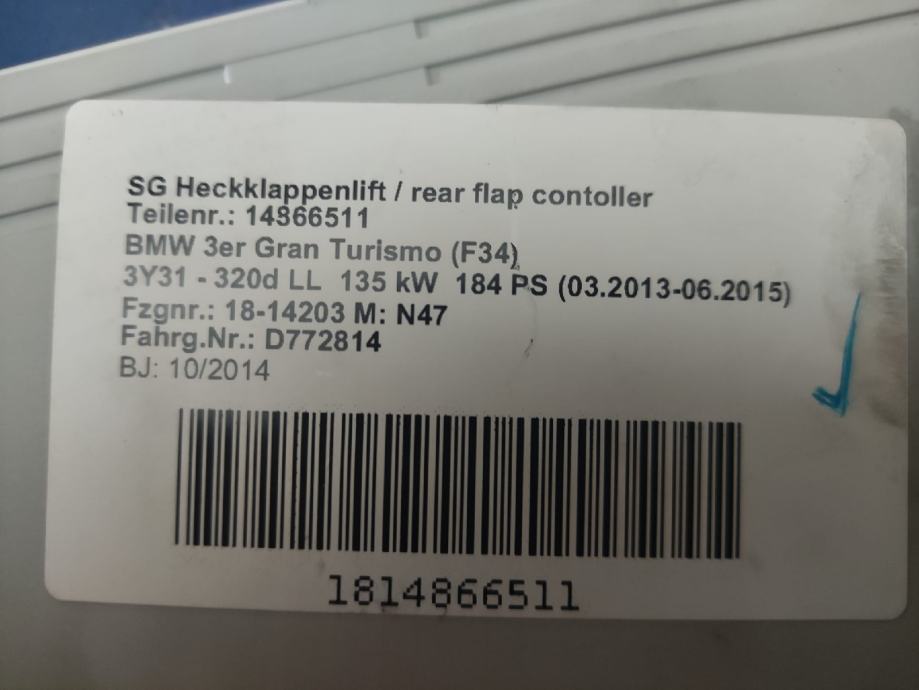 SG Heckklappenlift / rear flap contoller
Teilenr.: 14866511
BMW 3er Gran Turismo (F34)
3Y31 - 320d LL 135 kW 184 PS (03.2013-06.2015)
Fzgnr.: 18-14203 M: N47
Fahrg.Nr.: D772814
BJ: 10/2014
1814866511